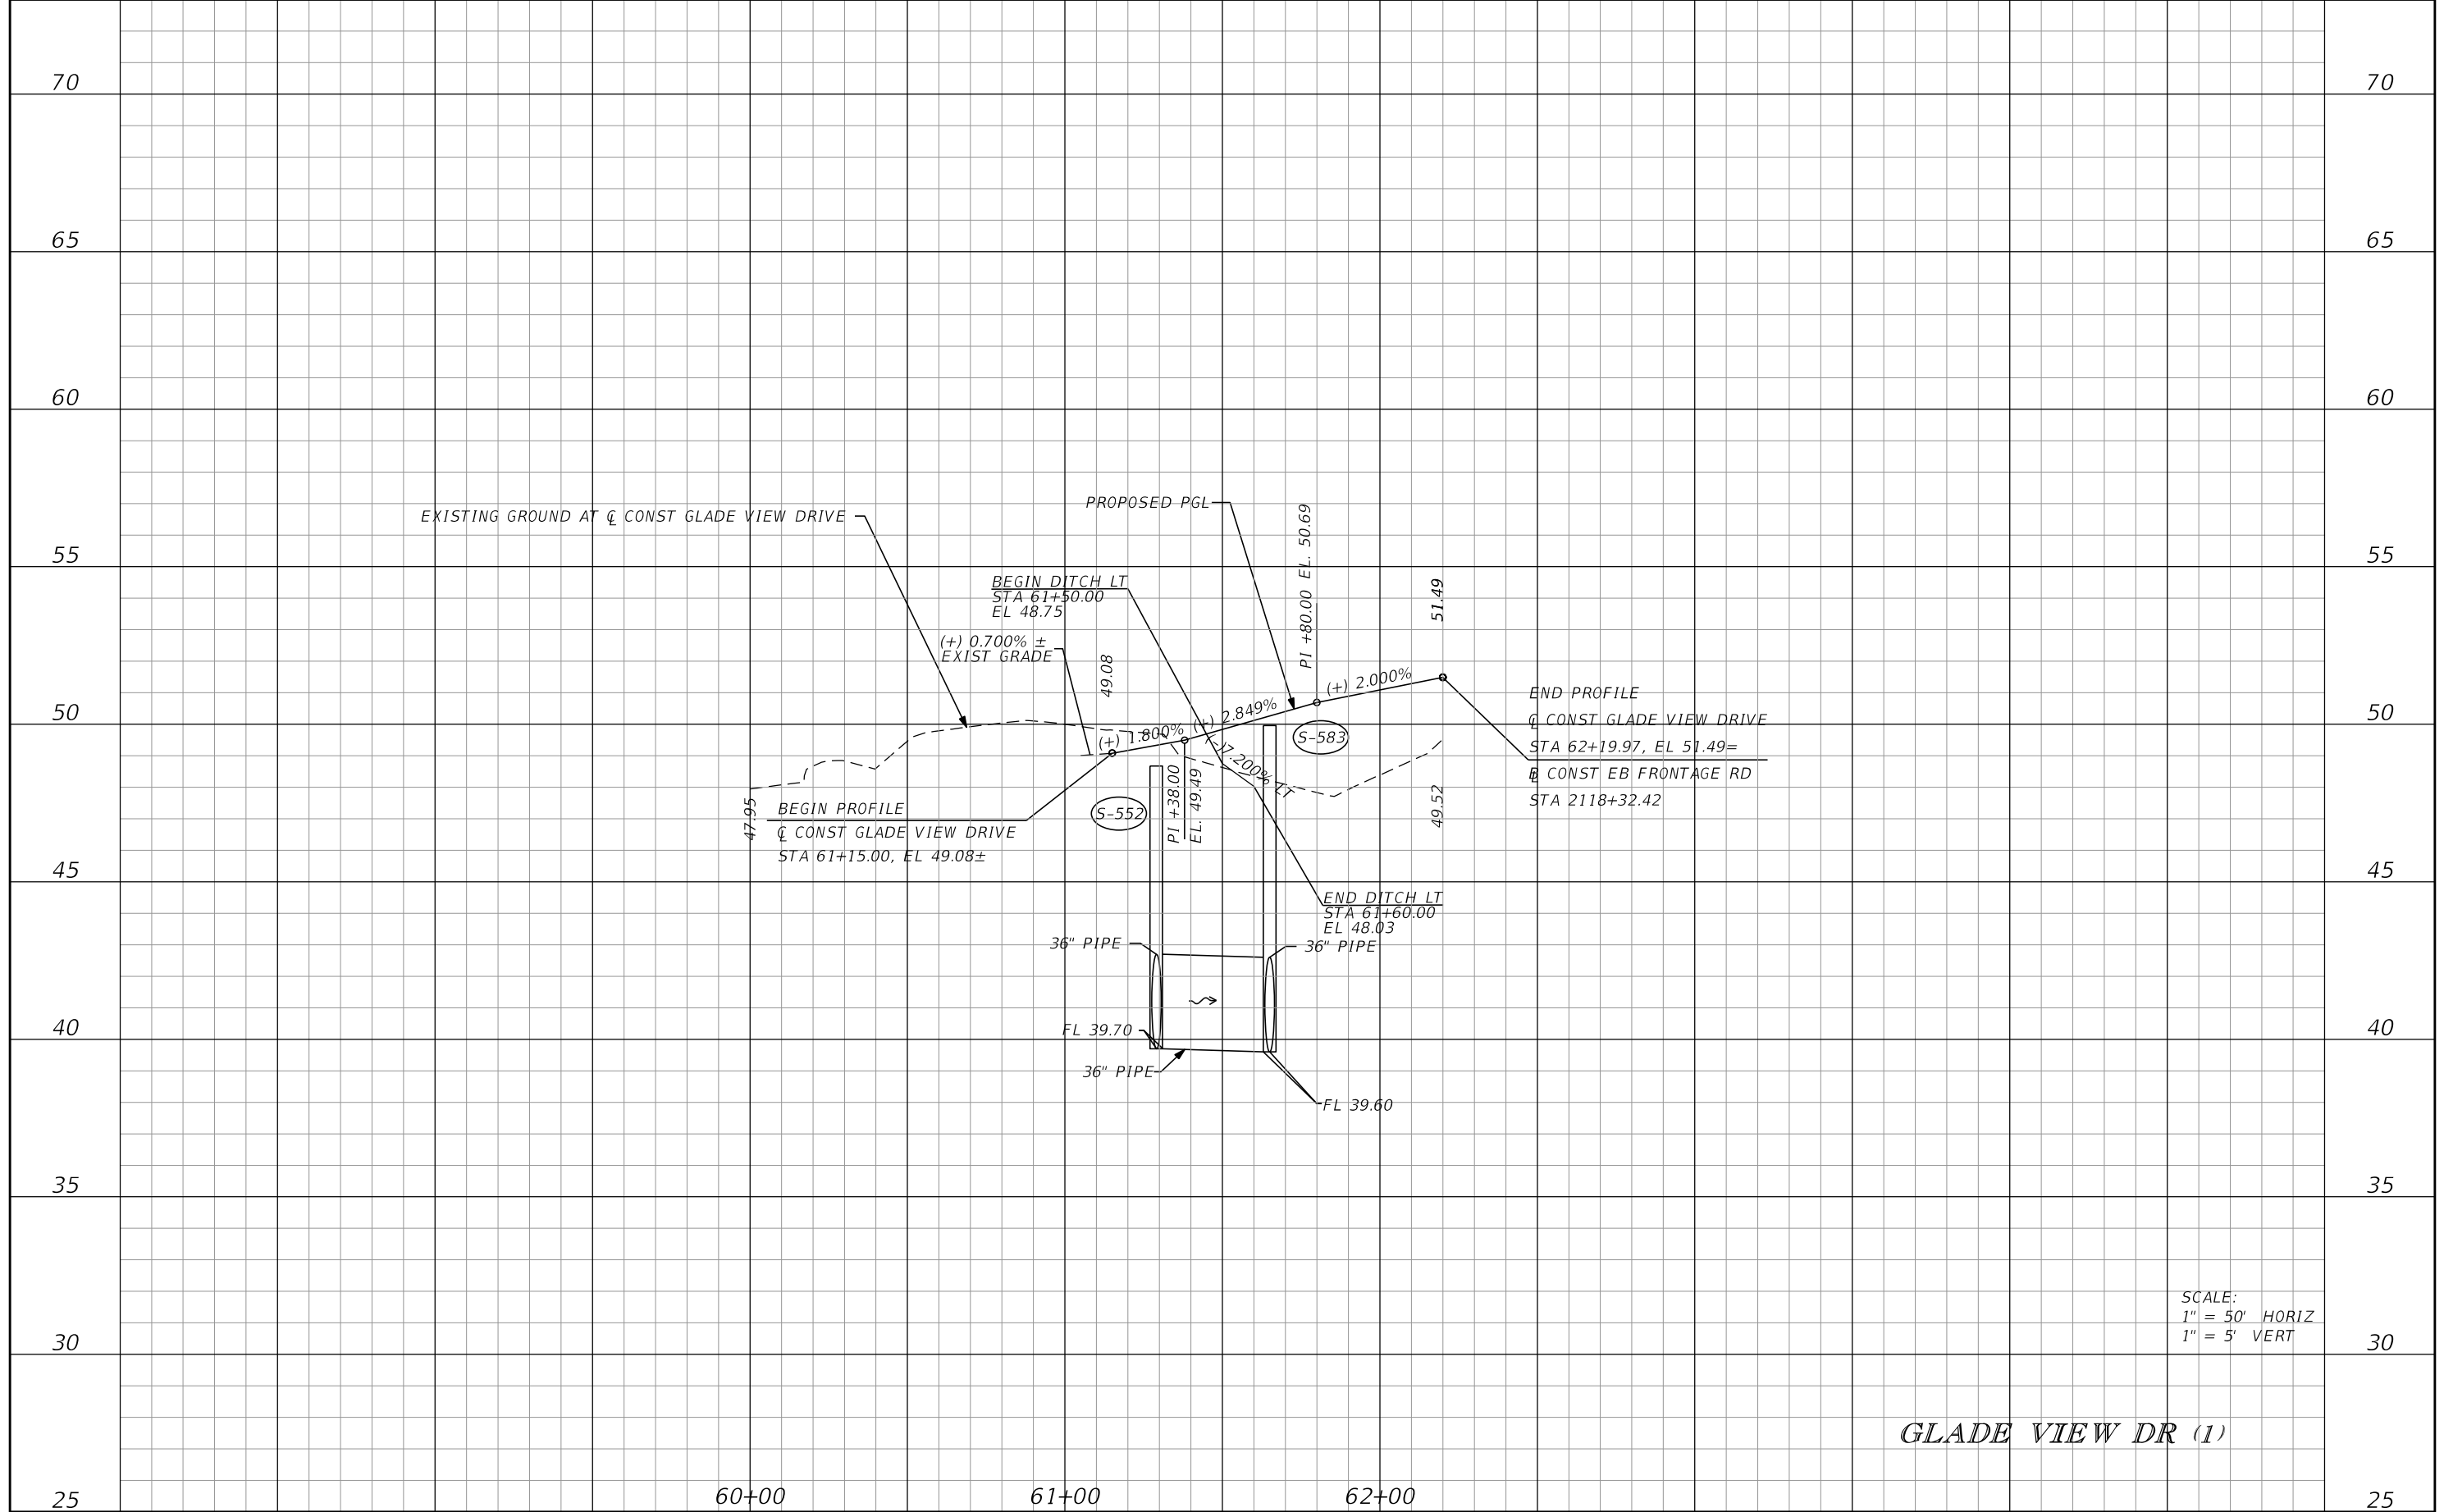 70
70
65
65
60
60
55
55
50
50
45
45
40
40
35
35
30
30
25
25
EXISTING GROUND AT ℄ CONST GLADE VIEW DRIVE
PROPOSED PGL
PI +80.00 EL. 50.69
BEGIN DITCH LT
STA 61+50.00
EL 48.75
51.49
(+) 0.700% ±
EXIST GRADE
49.08
(+) 1.800%
(+) 2.849%
(+) 2.000%
(-)7.200% LT
S-583
END PROFILE
℄ CONST GLADE VIEW DRIVE
STA 62+19.97, EL 51.49=
B CONST EB FRONTAGE RD
STA 2118+32.42
47.95
BEGIN PROFILE
℄ CONST GLADE VIEW DRIVE
STA 61+15.00, EL 49.08±
S-552
PI +38.00
EL. 49.49
49.52
END DITCH LT
STA 61+60.00
EL 48.03
36" PIPE
36" PIPE
FL 39.70
36" PIPE
FL 39.60
SCALE:
1" = 50' HORIZ
1" = 5' VERT
GLADE VIEW DR (1)
60+00
61+00
62+00